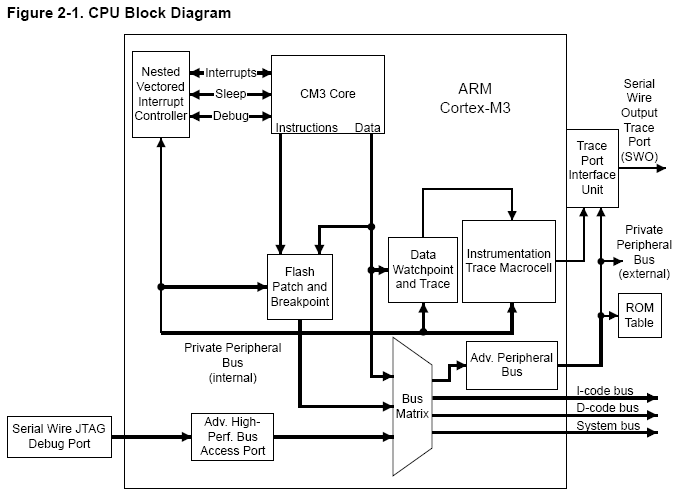 Figure 2-1. CPU Block Diagram
Nested
Vectored
Interrupt
Controller
Interrupts
Sleep
Debug
CM3 Core
Instructions
Data
ARM
Cortex-M3
Serial
Wire
Output
Trace
Port
(SWO)
Trace
Port
Interface
Unit
Private
Peripheral
Bus
(external)
ROM
Table
Flash
Patch and
Breakpoint
Data
Watchpoint
and Trace
Instrumentation
Trace Macrocell
Private Peripheral
Bus
(internal)
Adv. Peripheral
Bus
Bus
Matrix
I-code bus
D-code bus
System bus
Serial Wire JTAG
Debug Port
Adv. High-
Perf. Bus
Access Port